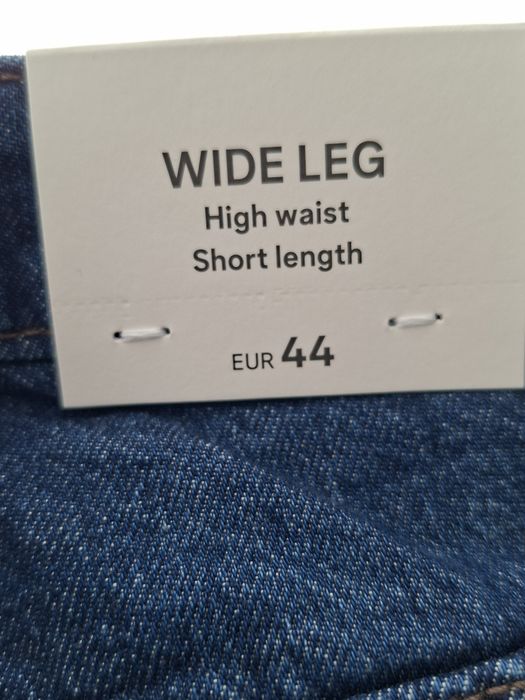 WIDE LEG
High waist
Short length
EUR 44